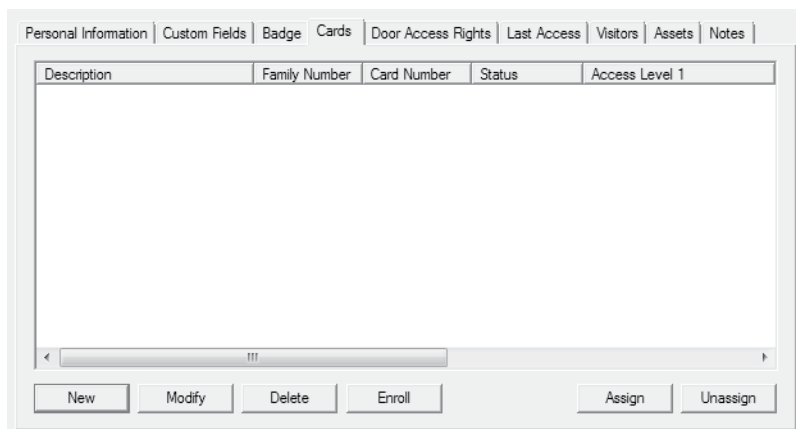 Personal Information Custom Fields Badge Cards Door Access Rights Last Access Visitors Assets Notes
Description Family Number Card Number Status Access Level 1
New Modify Delete Enroll Assign Unassign